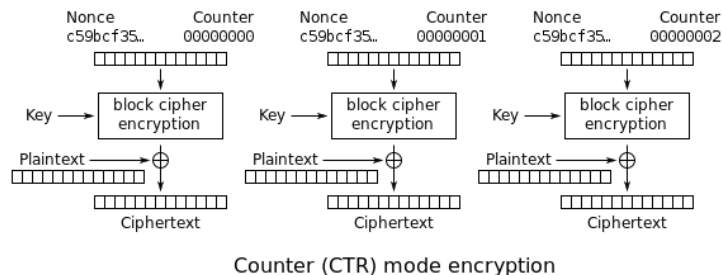 Nonce Counter Nonce Counter Nonce Counter
c59bcf35… 00000000 c59bcf35… 00000001 c59bcf35… 00000002
Key block cipher encryption Key block cipher encryption Key block cipher encryption
Plaintext Plaintext Plaintext
Ciphertext Ciphertext Ciphertext
Counter (CTR) mode encryption